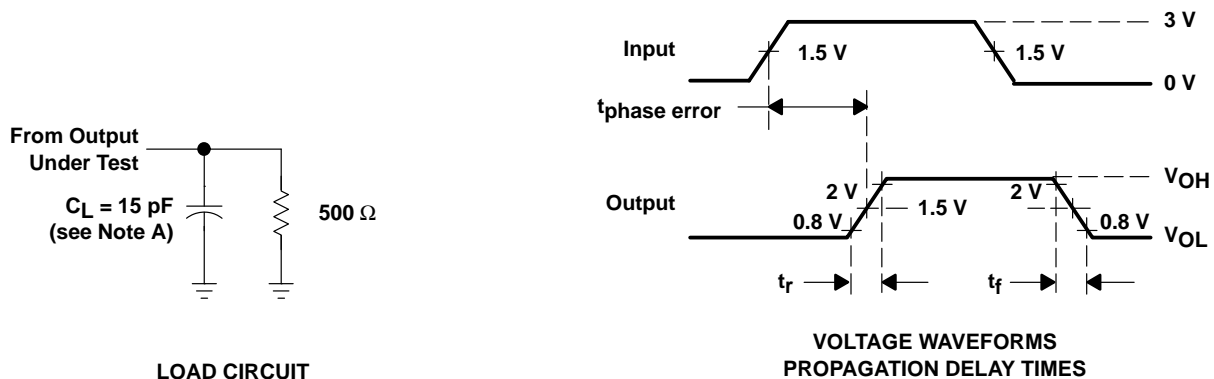 From Output
Under Test
CL = 15 pF
(see Note A)
500 Ω
LOAD CIRCUIT
Input
1.5 V
1.5 V
3 V
0 V
tphase error
Output
2 V
0.8 V
1.5 V
2 V
0.8 V
VOH
VOL
tr
tf
VOLTAGE WAVEFORMS
PROPAGATION DELAY TIMES